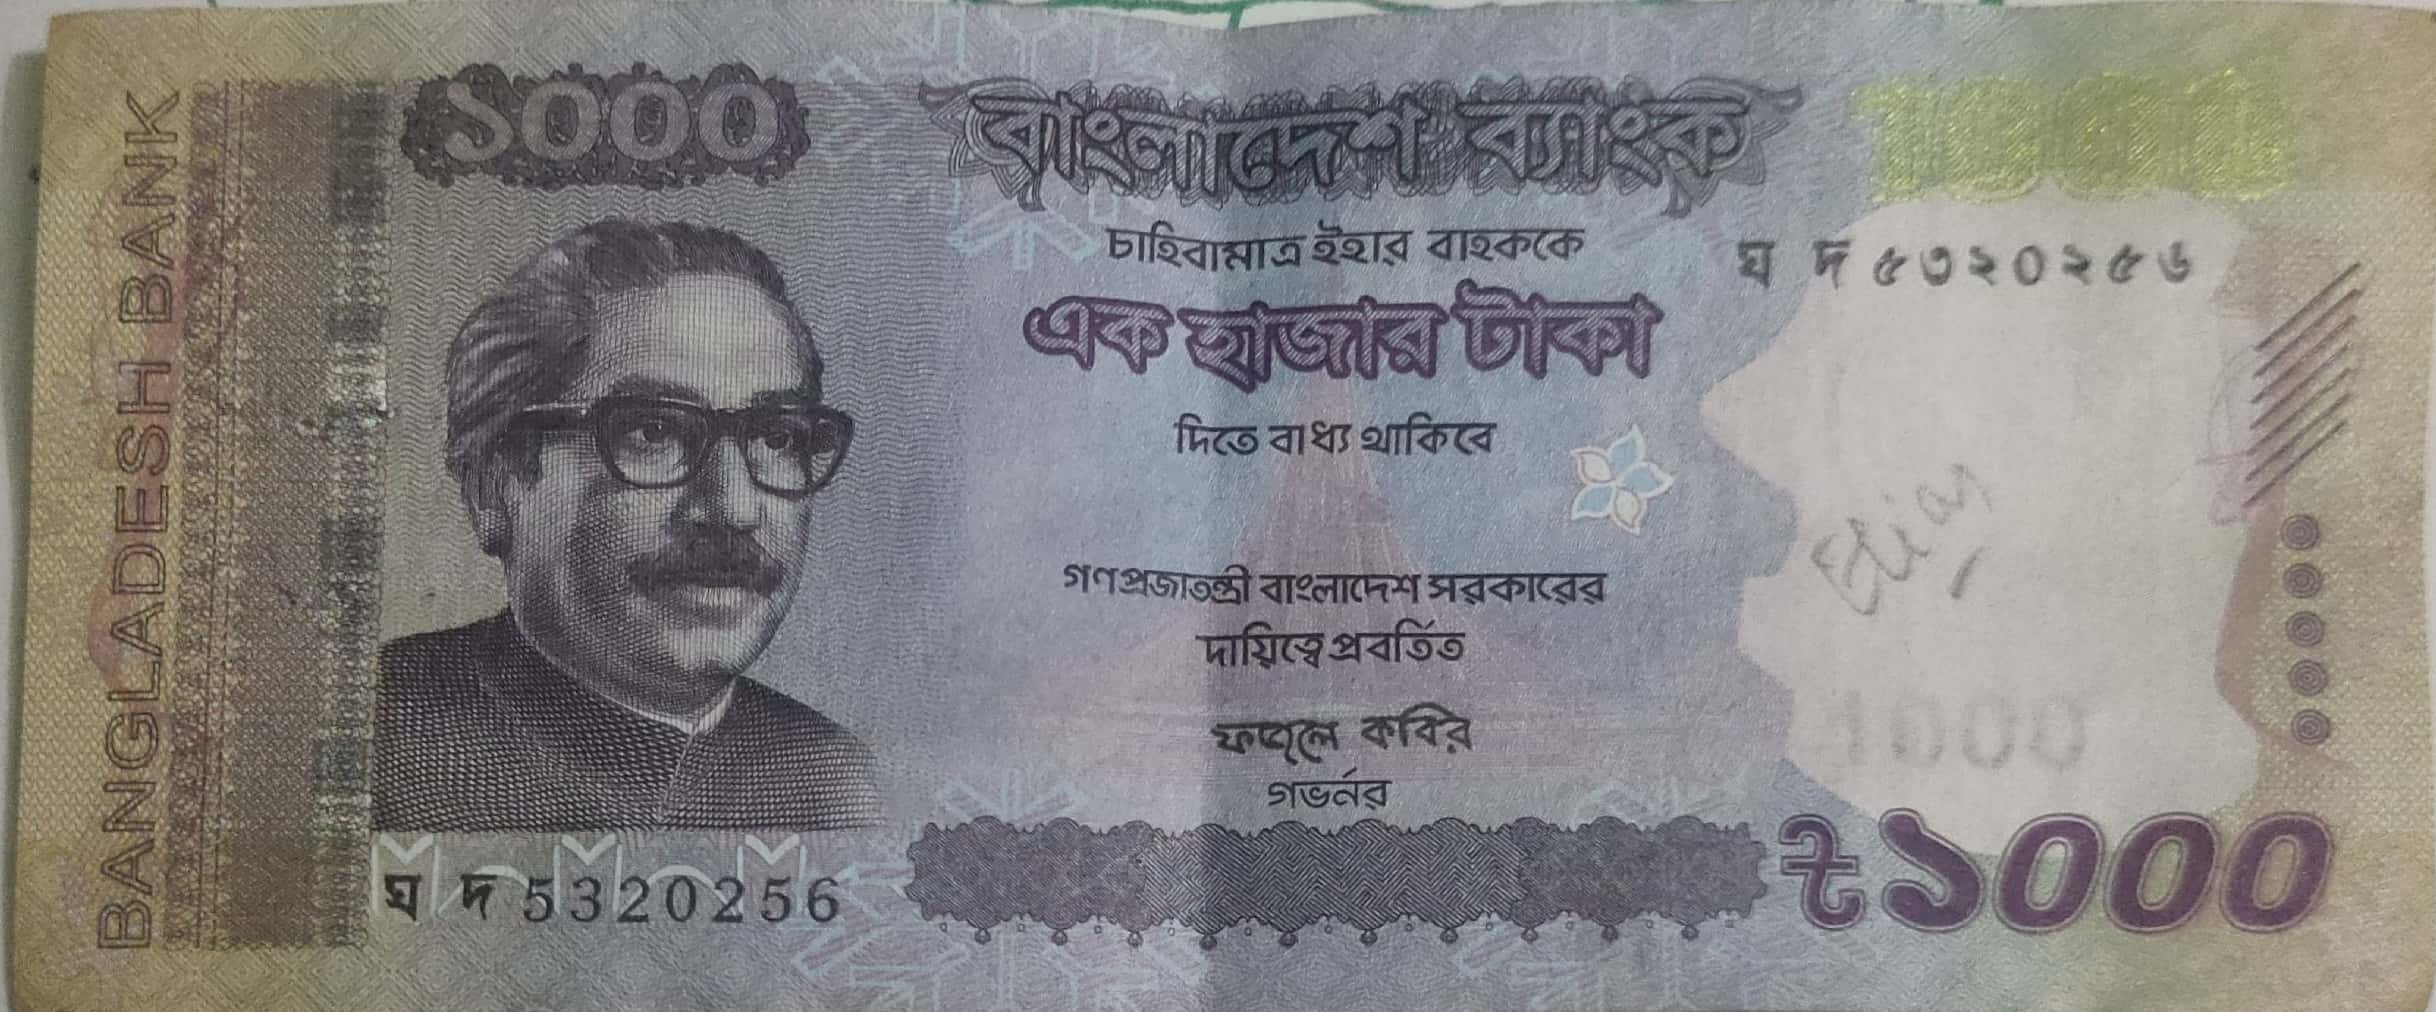 BANGLADESH BANK
১০০০
বাংলাদেশ ব্যাংক
1000
চাহিবামাত্র ইহার বাহককে
ঘ দ ৫৩২০২৫৬
এক হাজার টাকা
দিতে বাধ্য থাকিবে
Elias
গণপ্রজাতন্ত্রী বাংলাদেশ সরকারের
দায়িত্বে প্রবর্তিত
1000
ফজলে কবির
গভর্নর
ঘ দ 5320256
৳১০০০